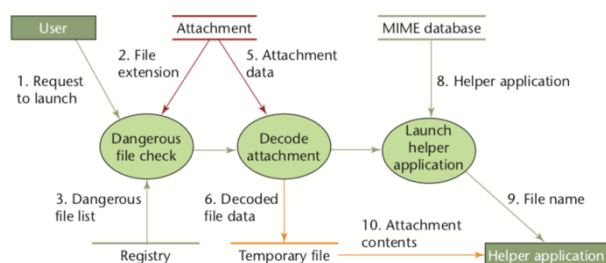 User
Attachment
MIME database
1. Request
to launch
2. File
extension
5. Attachment
data
8. Helper application
Dangerous
file check
Decode
attachment
Launch
helper
application
3. Dangerous
file list
6. Decoded
file data
9. File name
10. Attachment
contents
Registry
Temporary file
Helper application